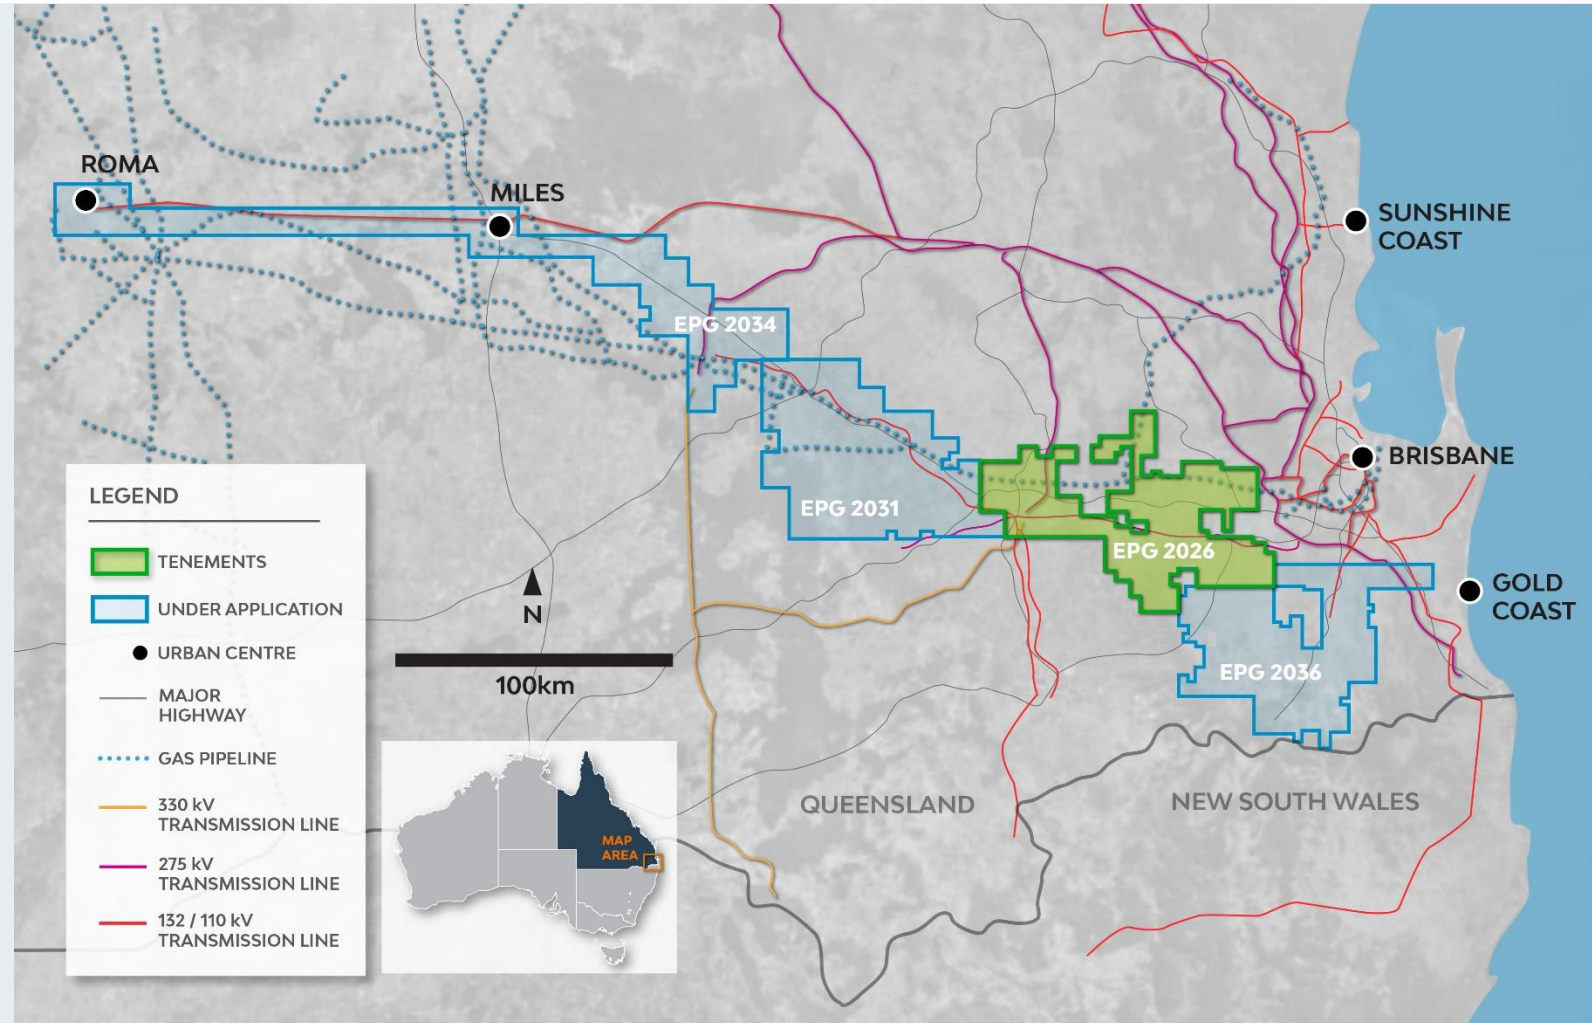 ROMA
MILES
SUNSHINE
COAST
EPG 2034
BRISBANE
EPG 2031
EPG 2026
GOLD
COAST
EPG 2036
N
100km
QUEENSLAND
NEW SOUTH WALES
LEGEND
TENEMENTS
UNDER APPLICATION
URBAN CENTRE
MAJOR
HIGHWAY
GAS PIPELINE
330 kV
TRANSMISSION LINE
275 kV
TRANSMISSION LINE
132 / 110 kV
TRANSMISSION LINE
MAP
AREA